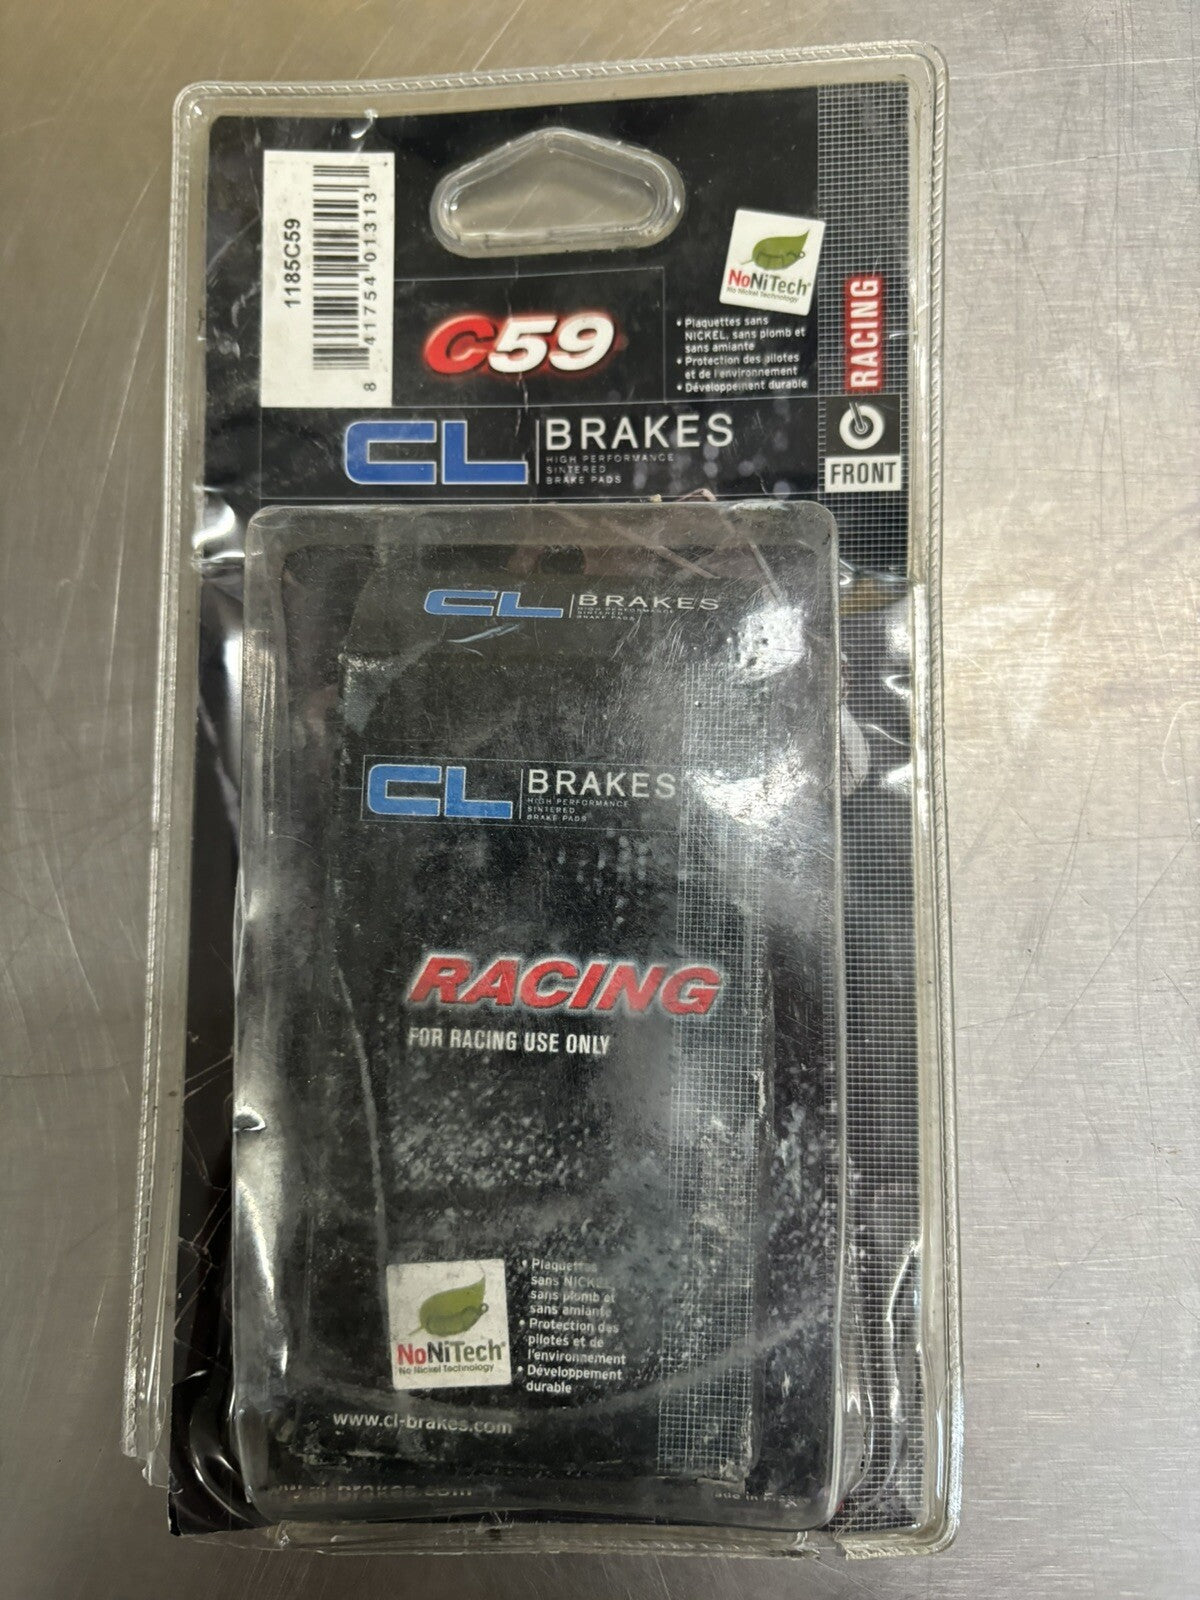 1185C59
8 41754 01313
NoNiTech®
No Nickel Technology
C59
• Plaquettes sans
NICKEL, sans plomb et
sans amiante
• Protection des pilotes
et de l'environnement
• Développement durable
RACING
CL BRAKES
HIGH PERFORMANCE
SINTERED
BRAKE PADS
FRONT
CL BRAKES
HIGH PERFORMANCE
SINTERED
BRAKE PADS
CL BRAKES
HIGH PERFORMANCE
SINTERED
BRAKE PADS
RACING
FOR RACING USE ONLY
• Plaquettes
sans NICKEL
sans plomb et
sans amiante
• Protection des
pilotes et de
l'environnement
• Développement
durable
NoNiTech®
No Nickel Technology
www.cl-brakes.com